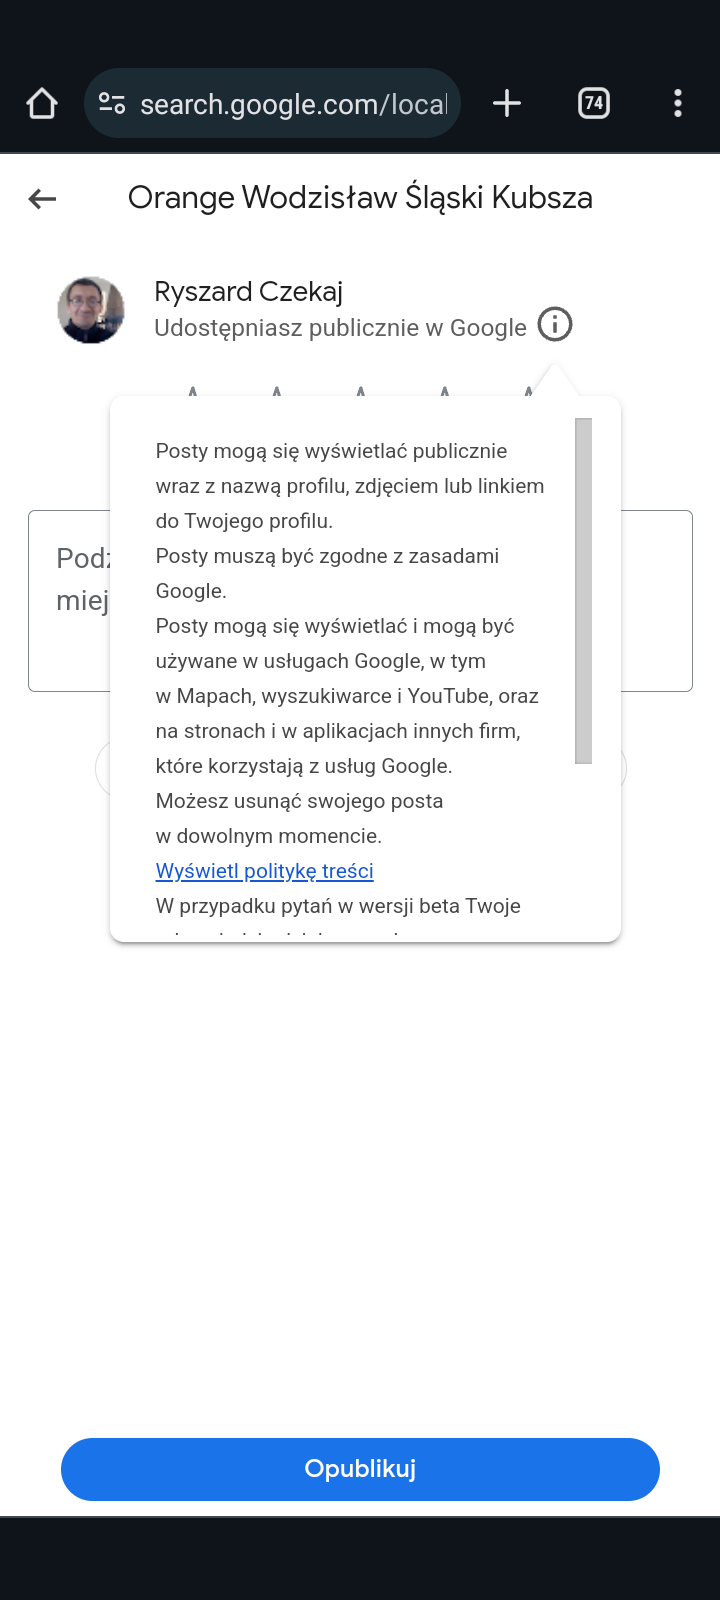 search.google.com/local
74
Orange Wodzisław Śląski Kubsza
Ryszard Czekaj
Udostępniasz publicznie w Google
Posty mogą się wyświetlać publicznie
wraz z nazwą profilu, zdjęciem lub linkiem
do Twojego profilu.
Posty muszą być zgodne z zasadami
Google.
Posty mogą się wyświetlać i mogą być
używane w usługach Google, w tym
w Mapach, wyszukiwarce i YouTube, oraz
na stronach i w aplikacjach innych firm,
które korzystają z usług Google.
Możesz usunąć swojego posta
w dowolnym momencie.
Wyświetl politykę treści
W przypadku pytań w wersji beta Twoje
Opublikuj